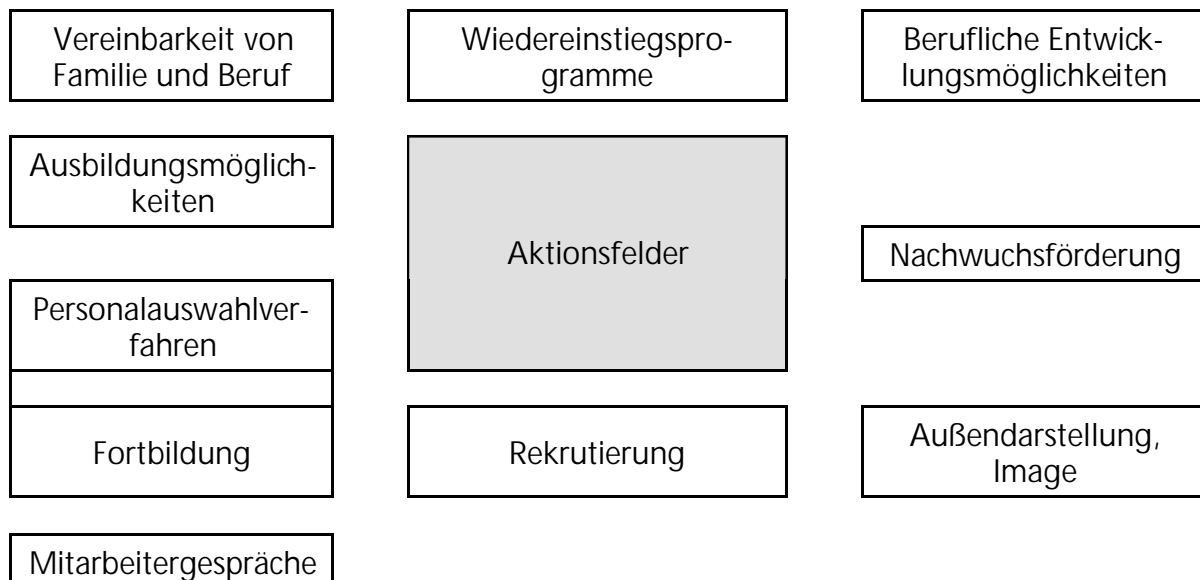 Vereinbarkeit von
Familie und Beruf
Wiedereinstiegspro-
gramme
Berufliche Entwick-
lungsmöglichkeiten
Ausbildungsmöglich-
keiten
Aktionsfelder
Nachwuchsförderung
Personalauswahlver-
fahren
Fortbildung
Rekrutierung
Außendarstellung,
Image
Mitarbeitergespräche